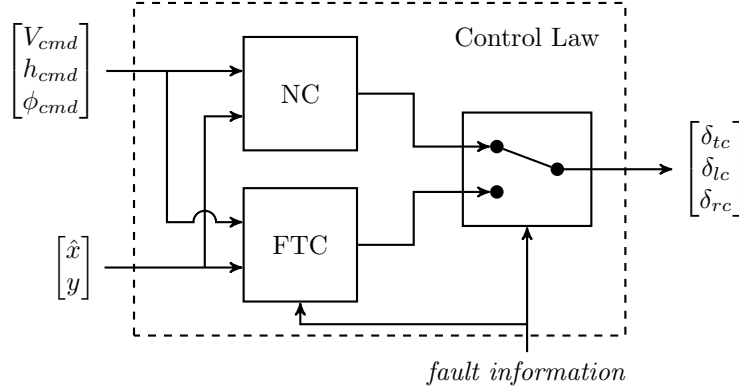 V_cmd
h_cmd
ϕ_cmd
Control Law
NC
δ_tc
δ_lc
δ_rc
x̂
y
FTC
fault information